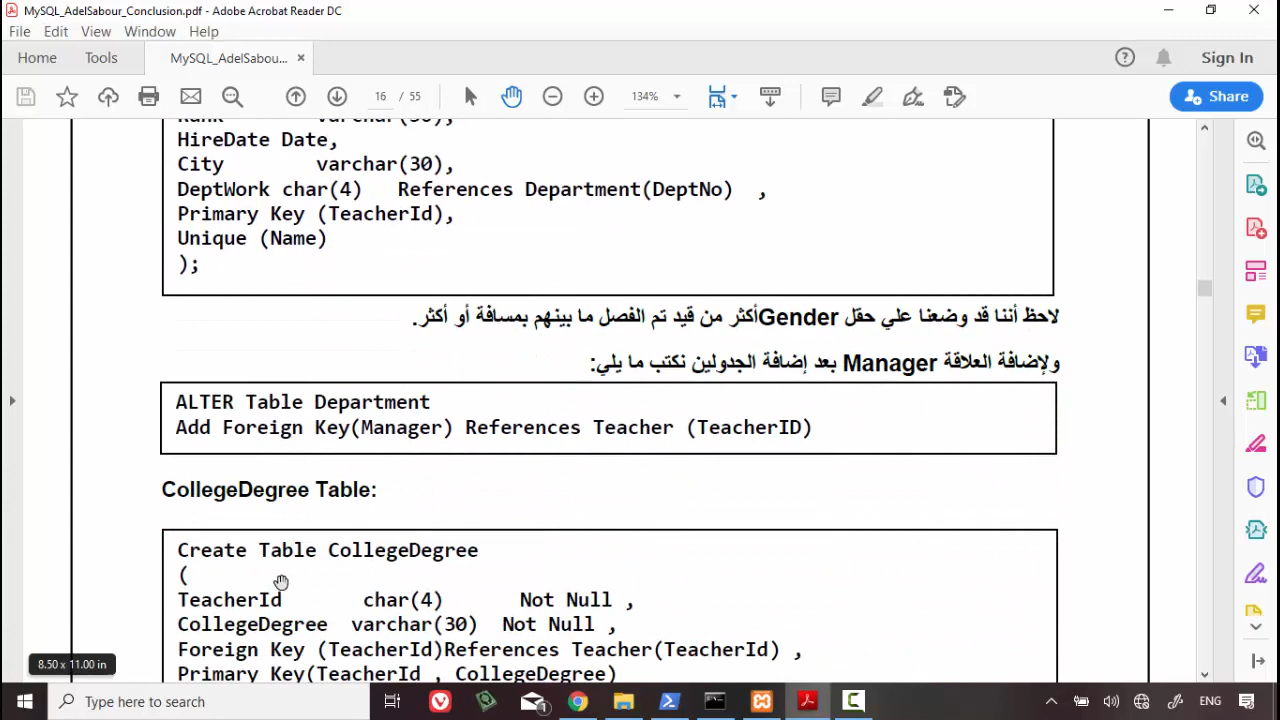 MySQL_AdelSabour_Conclusion.pdf - Adobe Acrobat Reader DC
File Edit View Window Help
Home Tools MySQL_AdelSabou... × Sign In
16 / 55 134% Share
HireDate Date,
City varchar(30),
DeptWork char(4) References Department(DeptNo) ,
Primary Key (TeacherId),
Unique (Name)
);
لاحظ أننا قد وضعنا علي حقل Gender أكثر من قيد تم الفصل ما بينهم بمسافة أو أكثر.
ولإضافة العلاقة Manager بعد إضافة الجدولين نكتب ما يلي:
ALTER Table Department
Add Foreign Key(Manager) References Teacher (TeacherID)
CollegeDegree Table:
Create Table CollegeDegree
(
TeacherId char(4) Not Null ,
CollegeDegree varchar(30) Not Null ,
Foreign Key (TeacherId)References Teacher(TeacherId) ,
Primary Key(TeacherId , CollegeDegree)
8.50 x 11.00 in
Type here to search ENG